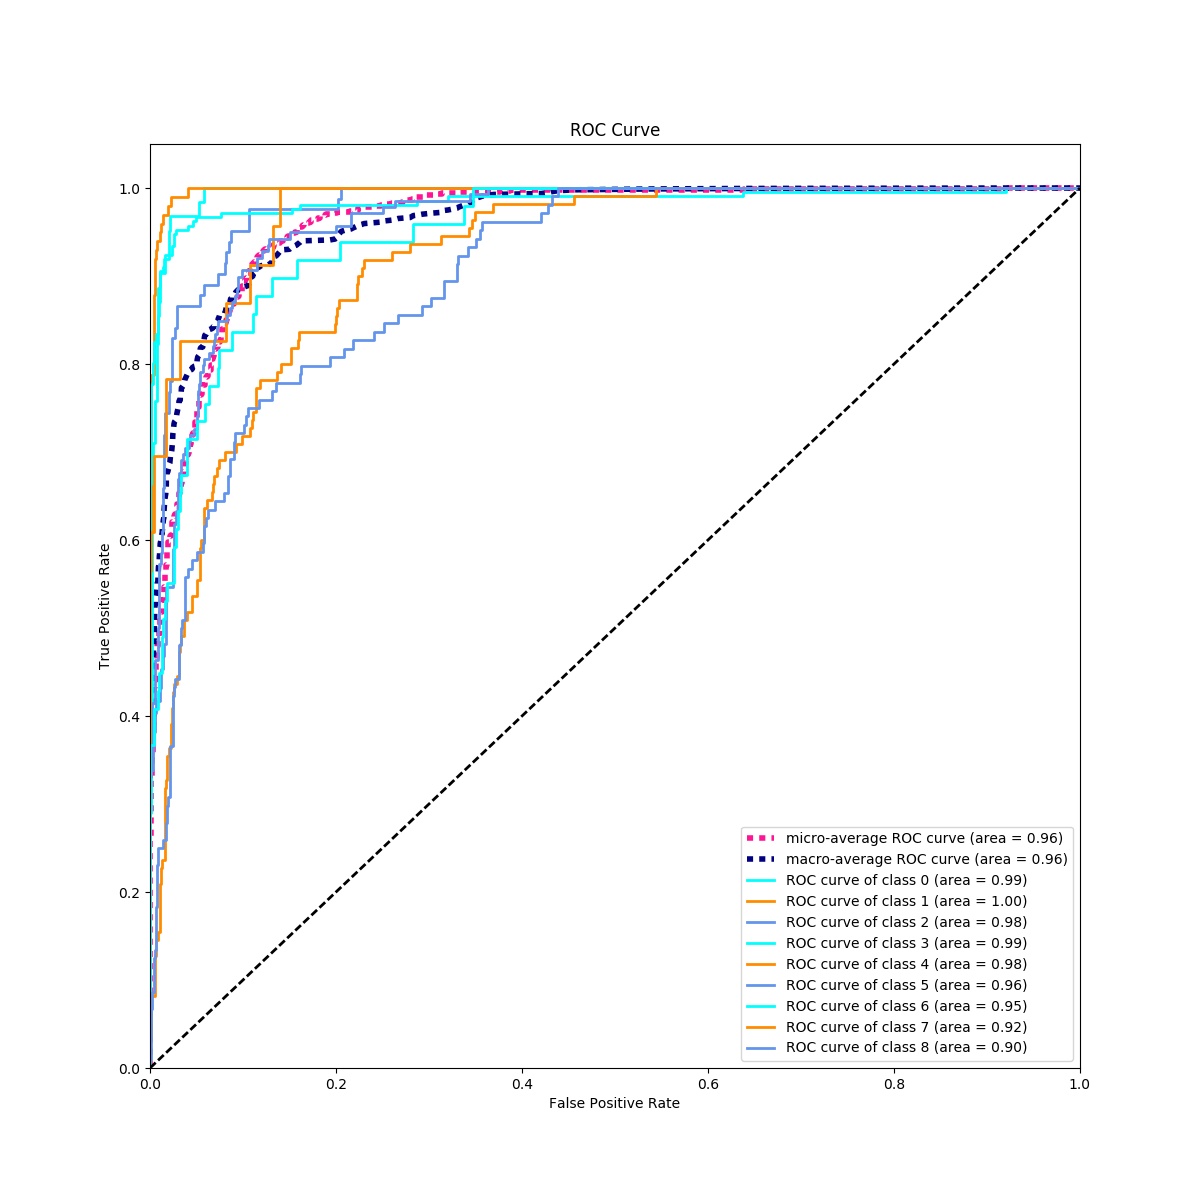 ROC Curve
1.0
0.8
0.6
0.4
0.2
0.0
True Positive Rate
0.0 0.2 0.4 0.6 0.8 1.0
False Positive Rate
micro-average ROC curve (area = 0.96)
macro-average ROC curve (area = 0.96)
ROC curve of class 0 (area = 0.99)
ROC curve of class 1 (area = 1.00)
ROC curve of class 2 (area = 0.98)
ROC curve of class 3 (area = 0.99)
ROC curve of class 4 (area = 0.98)
ROC curve of class 5 (area = 0.96)
ROC curve of class 6 (area = 0.95)
ROC curve of class 7 (area = 0.92)
ROC curve of class 8 (area = 0.90)